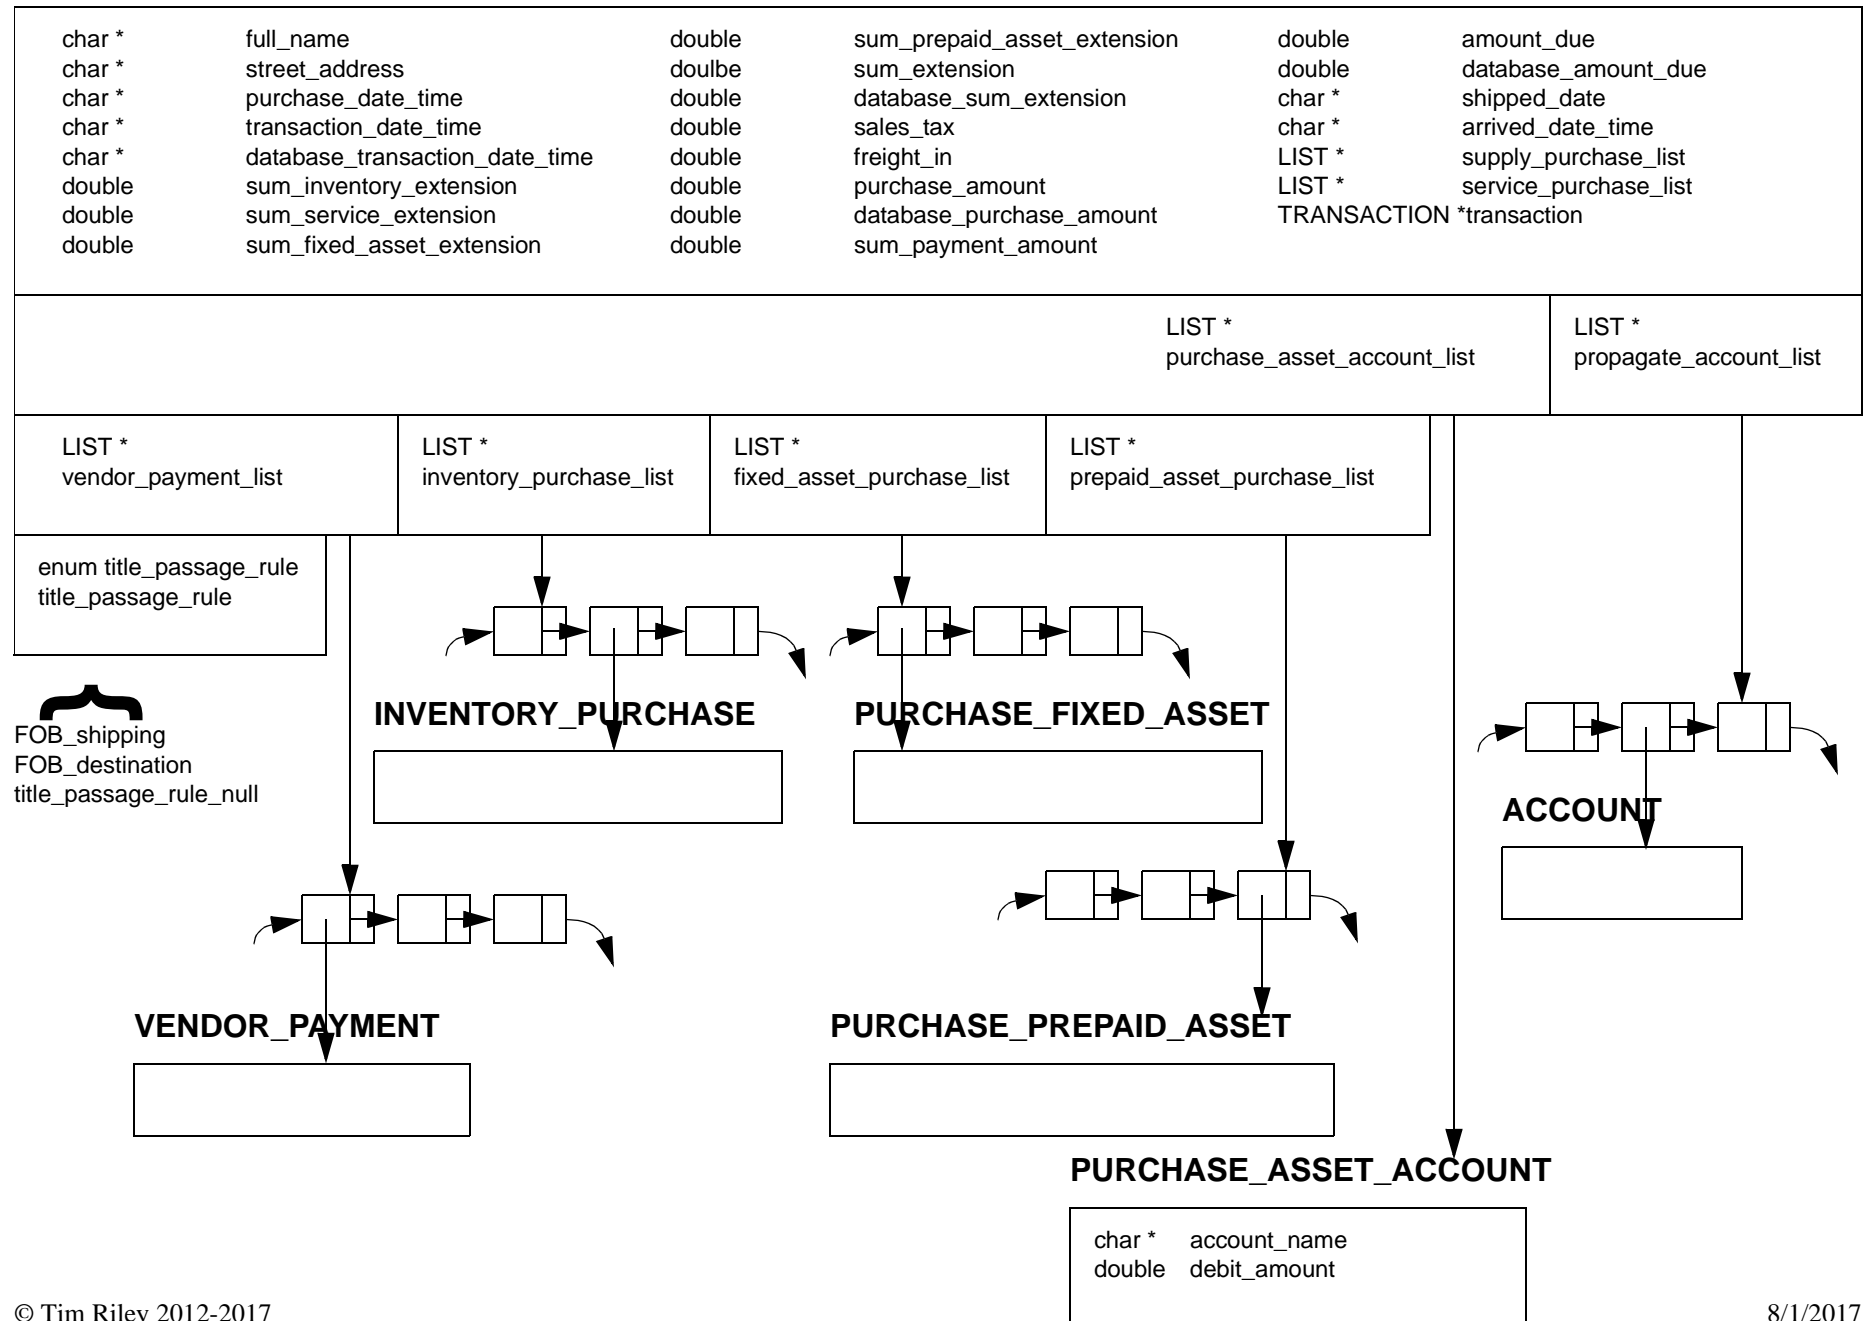 char * full_name double sum_prepaid_asset_extension double amount_due
char * street_address doulbe sum_extension double database_amount_due
char * purchase_date_time double database_sum_extension char * shipped_date
char * transaction_date_time double sales_tax char * arrived_date_time
char * database_transaction_date_time double freight_in LIST * supply_purchase_list
double sum_inventory_extension double purchase_amount LIST * service_purchase_list
double sum_service_extension double database_purchase_amount TRANSACTION *transaction
double sum_fixed_asset_extension double sum_payment_amount
LIST * LIST *
purchase_asset_account_list propagate_account_list
LIST * LIST * LIST * LIST *
vendor_payment_list inventory_purchase_list fixed_asset_purchase_list prepaid_asset_purchase_list
enum title_passage_rule
title_passage_rule
INVENTORY_PURCHASE PURCHASE_FIXED_ASSET
FOB_shipping
FOB_destination
title_passage_rule_null
ACCOUNT
VENDOR_PAYMENT PURCHASE_PREPAID_ASSET
PURCHASE_ASSET_ACCOUNT
char * account_name
double debit_amount
© Tim Riley 2012-2017 8/1/2017